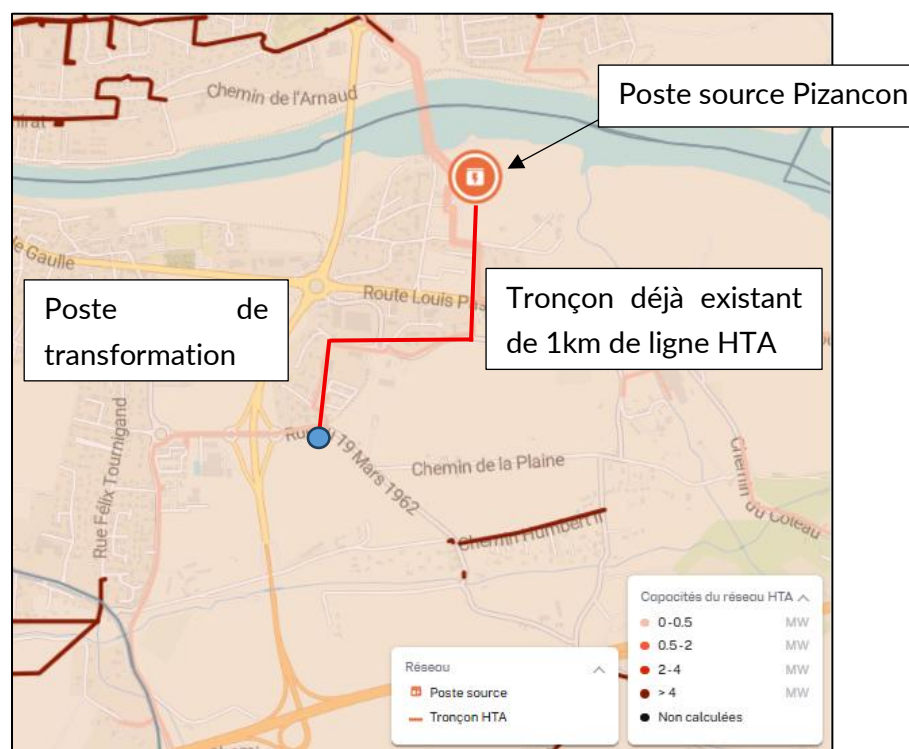 Chemin de l'Arnaud
Poste source Pizancon
de Gaulle
Poste de
transformation
Route Louis Pas
Tronçon déjà existant
de 1km de ligne HTA
Rue Félix Tournigand
19 Mars 1962
Chemin de la Plaine
Chemin du Coteau
Chemin Humbert II
Capacités du réseau HTA
0-0.5 MW
0.5-2 MW
2-4 MW
> 4 MW
Non calculées
Réseau
Poste source
Tronçon HTA